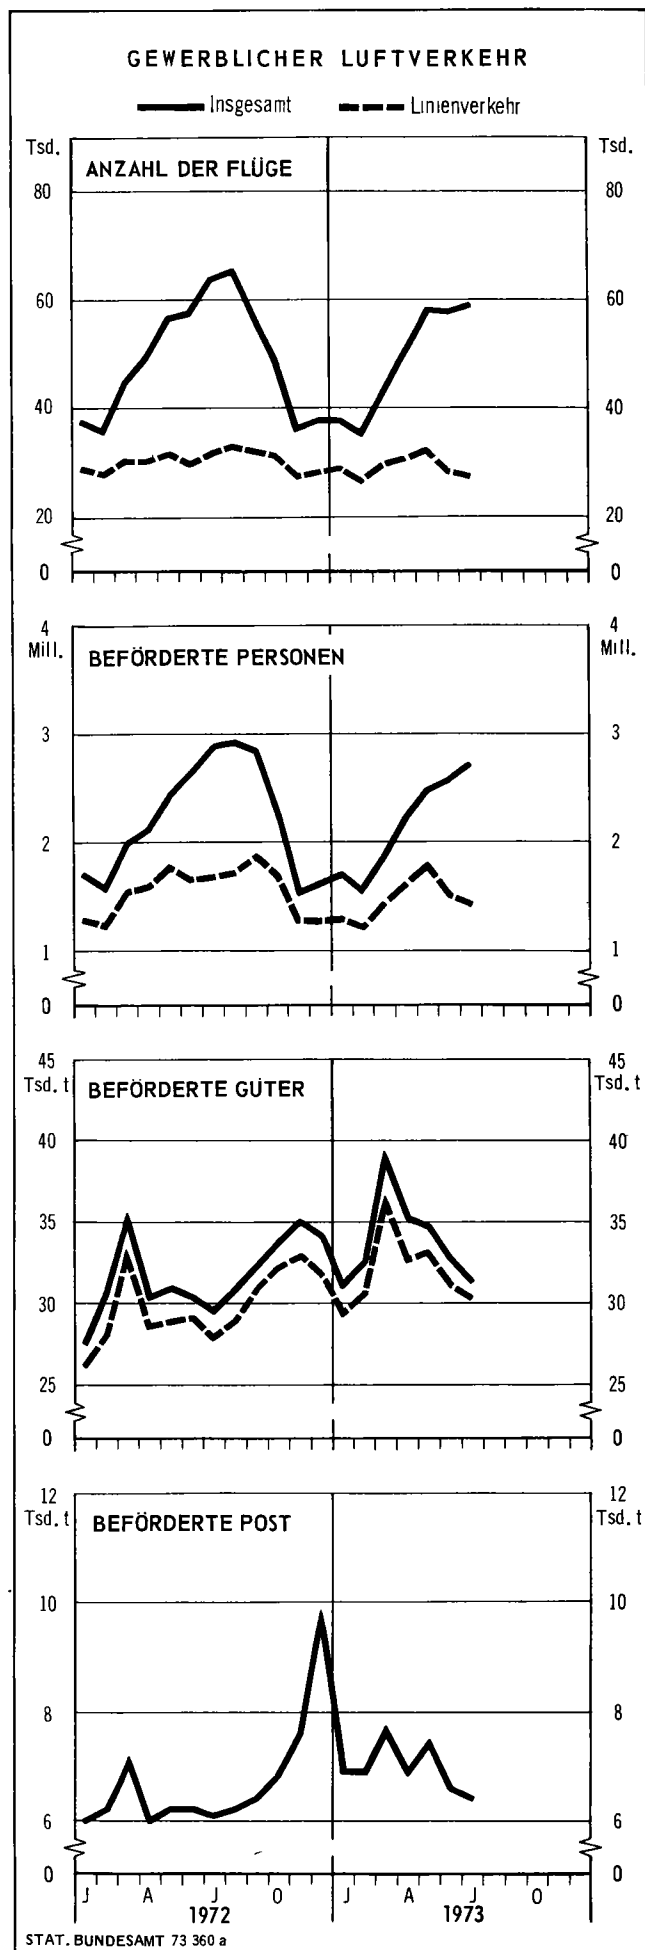 GEWERBLICHER LUFTVERKEHR
Insgesamt Linienverkehr
Tsd. ANZAHL DER FLÜGE Tsd.
80 80
60 60
40 40
20 20
0 0
4 4
Mill. BEFÖRDERTE PERSONEN Mill.
3 3
2 2
1 1
0 0
45 45
Tsd. t BEFÖRDERTE GÜTER Tsd. t
40 40
35 35
30 30
25 25
0 0
12 12
Tsd. t BEFÖRDERTE POST Tsd. t
10 10
8 8
6 6
0 0
J A J O J A J O
1972 1973
STAT. BUNDESAMT 73 360 a